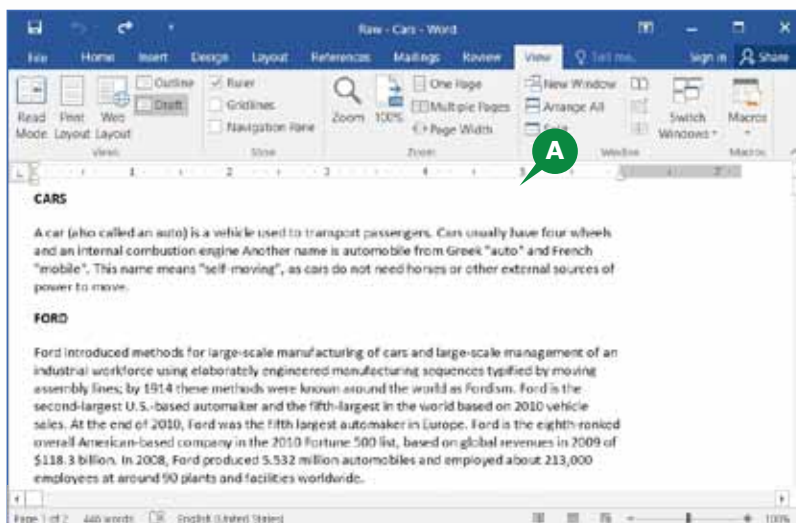 Raw - Cars - Word
File Home Insert Design Layout References Mailings Review View Tell me. Sign in Share
Outline Ruler One Page New Window
Draft Gridlines Multiple Pages Arrange All
Read Print Web Navigation Pane Zoom 100% Page Width Split Switch Macros
Mode Layout Layout Windows
Views Show Zoom Window Macros
A
CARS
A car (also called an auto) is a vehicle used to transport passengers. Cars usually have four wheels
and an internal combustion engine Another name is automobile from Greek "auto" and French
"mobile". This name means "self-moving", as cars do not need horses or other external sources of
power to move.
FORD
Ford introduced methods for large-scale manufacturing of cars and large-scale management of an
industrial workforce using elaborately engineered manufacturing sequences typified by moving
assembly lines; by 1914 these methods were known around the world as Fordism. Ford is the
second-largest U.S.-based automaker and the fifth-largest in the world based on 2010 vehicle
sales. At the end of 2010, Ford was the fifth largest automaker in Europe. Ford is the eighth-ranked
overall American-based company in the 2010 Fortune 500 list, based on global revenues in 2009 of
$118.3 billion. In 2008, Ford produced 5.532 million automobiles and employed about 213,000
employees at around 90 plants and facilities worldwide.
Page 1 of 2 446 words English (United States) 100%